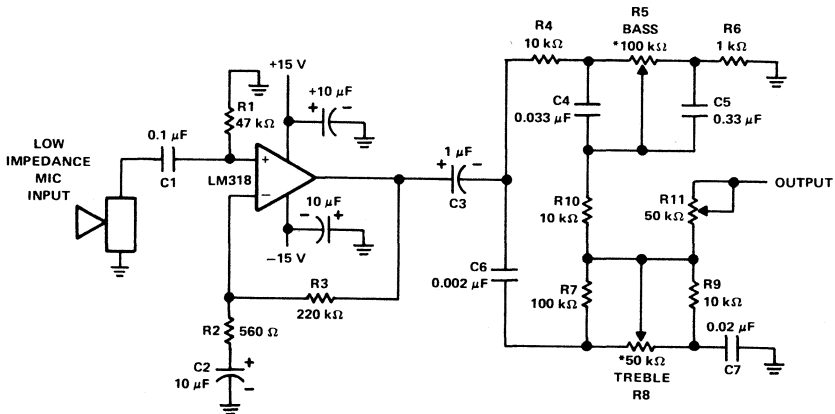 LOW
IMPEDANCE
MIC
INPUT
0.1 µF
C1
R1
47 kΩ
+15 V
+10 µF
+ −
+
−
LM318
10 µF
− +
−15 V
R3
220 kΩ
R2
560 Ω
C2
10 µF
+
−
1 µF
+ −
C3
R4
10 kΩ
R5
BASS
*100 kΩ
R6
1 kΩ
C4
0.033 µF
C5
0.33 µF
R10
10 kΩ
R11
50 kΩ
OUTPUT
C6
0.002 µF
R7
100 kΩ
R9
10 kΩ
*50 kΩ
TREBLE
R8
0.02 µF
C7